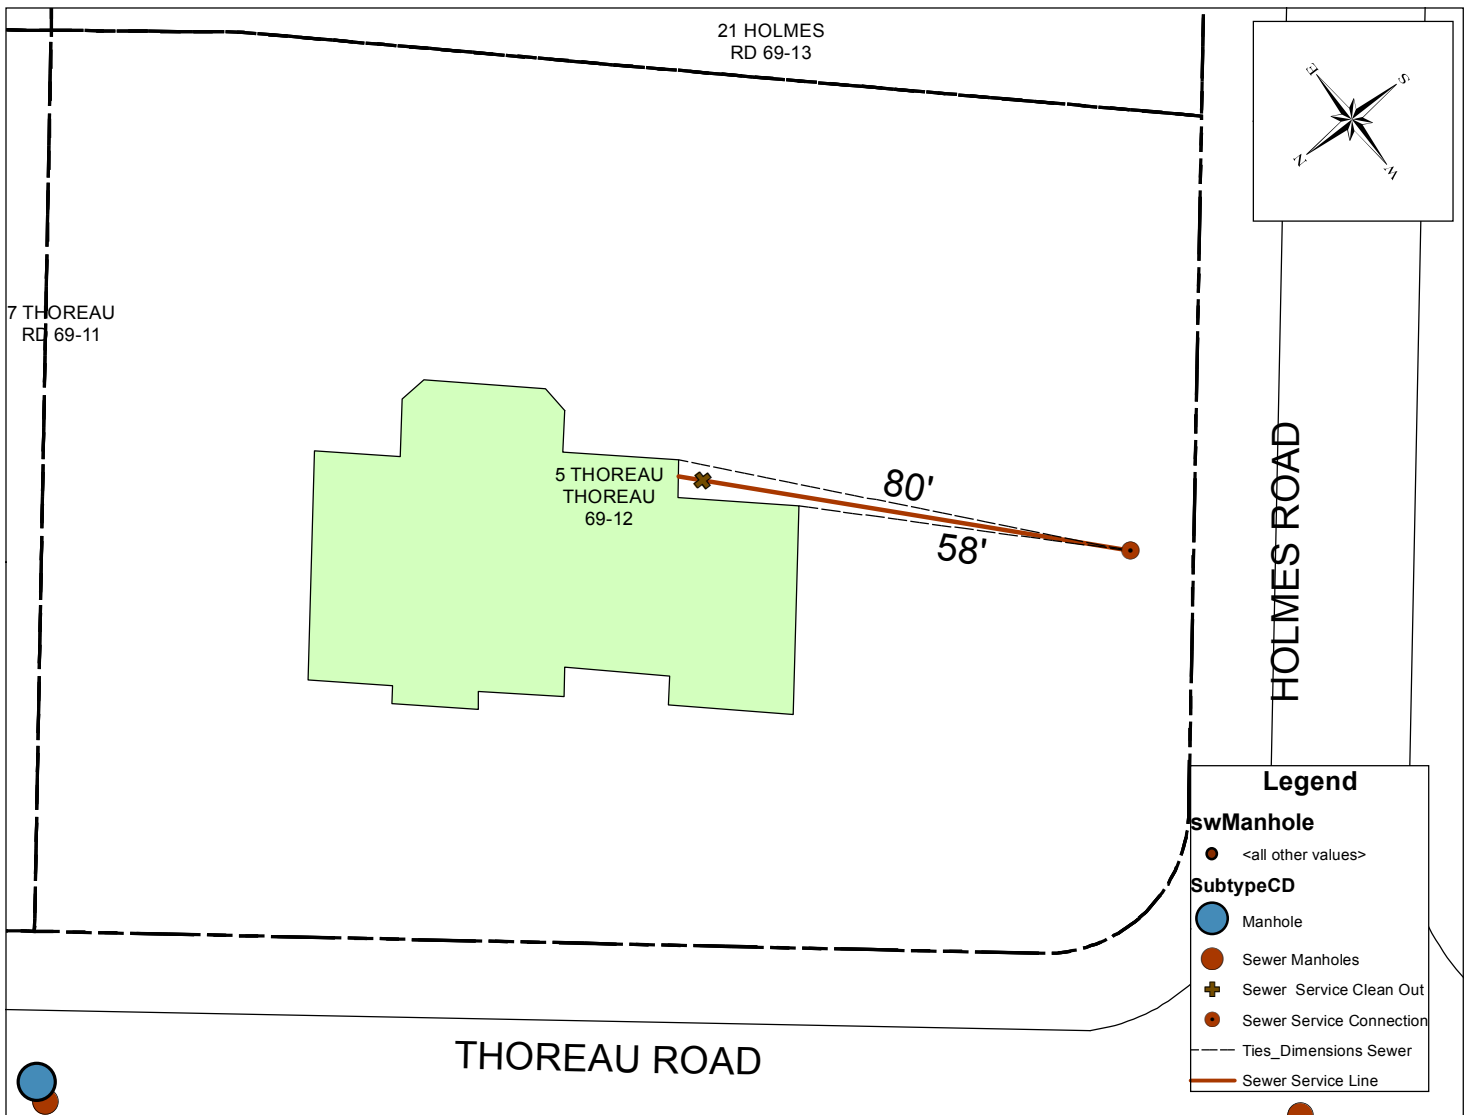 21 HOLMES
RD 69-13
E
S
N
W
7 THOREAU
RD 69-11
5 THOREAU
THOREAU
69-12
80'
58'
HOLMES ROAD
THOREAU ROAD
Legend
swManhole
<all other values>
SubtypeCD
Manhole
Sewer Manholes
Sewer Service Clean Out
Sewer Service Connection
Ties_Dimensions Sewer
Sewer Service Line